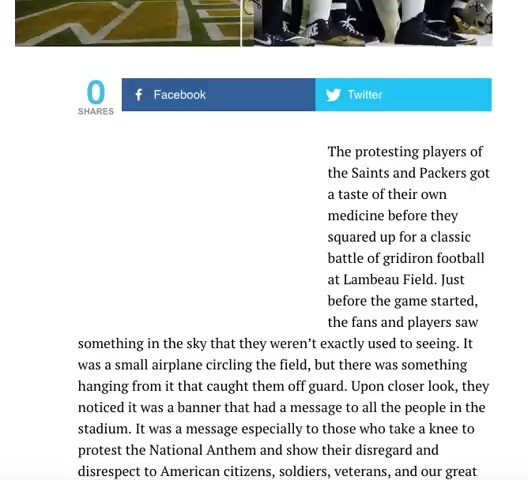 0
SHARES
Facebook
Twitter
The protesting players of
the Saints and Packers got
a taste of their own
medicine before they
squared up for a classic
battle of gridiron football
at Lambeau Field. Just
before the game started,
the fans and players saw
something in the sky that they weren’t exactly used to seeing. It
was a small airplane circling the field, but there was something
hanging from it that caught them off guard. Upon closer look, they
noticed it was a banner that had a message to all the people in the
stadium. It was a message especially to those who take a knee to
protest the National Anthem and show their disregard and
disrespect to American citizens, soldiers, veterans, and our great